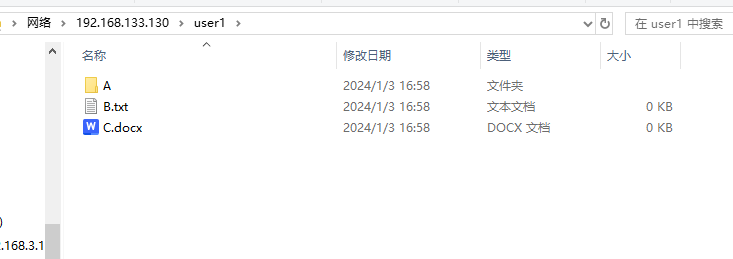 网络 > 192.168.133.130 > user1 >
在 user1 中搜索
名称 修改日期 类型 大小
A 2024/1/3 16:58 文件夹
B.txt 2024/1/3 16:58 文本文档 0 KB
W C.docx 2024/1/3 16:58 DOCX 文档 0 KB
)
.168.3.1